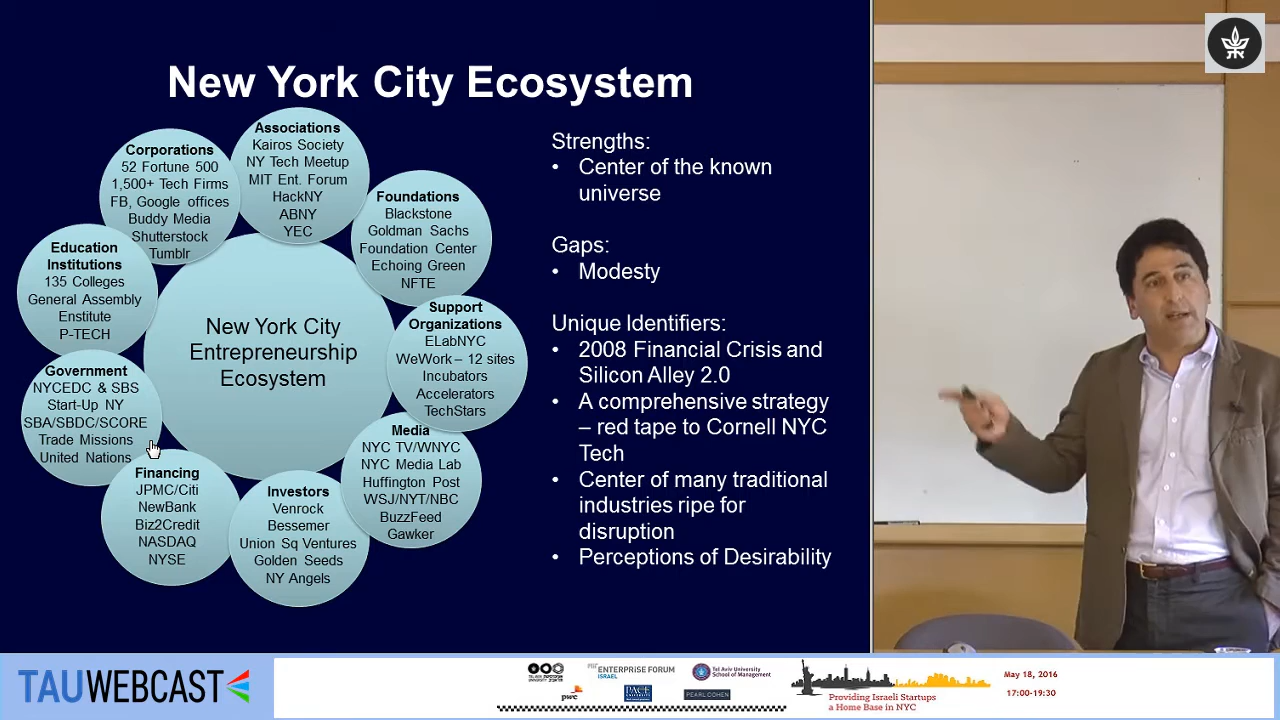 New York City Ecosystem
Associations
Kairos Society
NY Tech Meetup
MIT Ent. Forum
HackNY
ABNY
YEC
Corporations
52 Fortune 500
1,500+ Tech Firms
FB, Google offices
Buddy Media
Shutterstock
Tumblr
Foundations
Blackstone
Goldman Sachs
Foundation Center
Echoing Green
NFTE
Education
Institutions
135 Colleges
General Assembly
Enstitute
P-TECH
Support
Organizations
ELabNYC
WeWork – 12 sites
Incubators
Accelerators
TechStars
New York City
Entrepreneurship
Ecosystem
Government
NYCEDC & SBS
Start-Up NY
SBA/SBDC/SCORE
Trade Missions
United Nations
Media
NYC TV/WNYC
NYC Media Lab
Huffington Post
WSJ/NYT/NBC
BuzzFeed
Gawker
Financing
JPMC/Citi
NewBank
Biz2Credit
NASDAQ
NYSE
Investors
Venrock
Bessemer
Union Sq Ventures
Golden Seeds
NY Angels
Strengths:
• Center of the known
universe
Gaps:
• Modesty
Unique Identifiers:
• 2008 Financial Crisis and
Silicon Alley 2.0
• A comprehensive strategy
– red tape to Cornell NYC
Tech
• Center of many traditional
industries ripe for
disruption
• Perceptions of Desirability
TAUWEBCAST
ENTERPRISE FORUM
ISRAEL
Tel Aviv University
School of Management
pwc
PACE
PEARL COHEN
Providing Israeli Startups
a Home Base in NYC
May 18, 2016
17:00-19:30